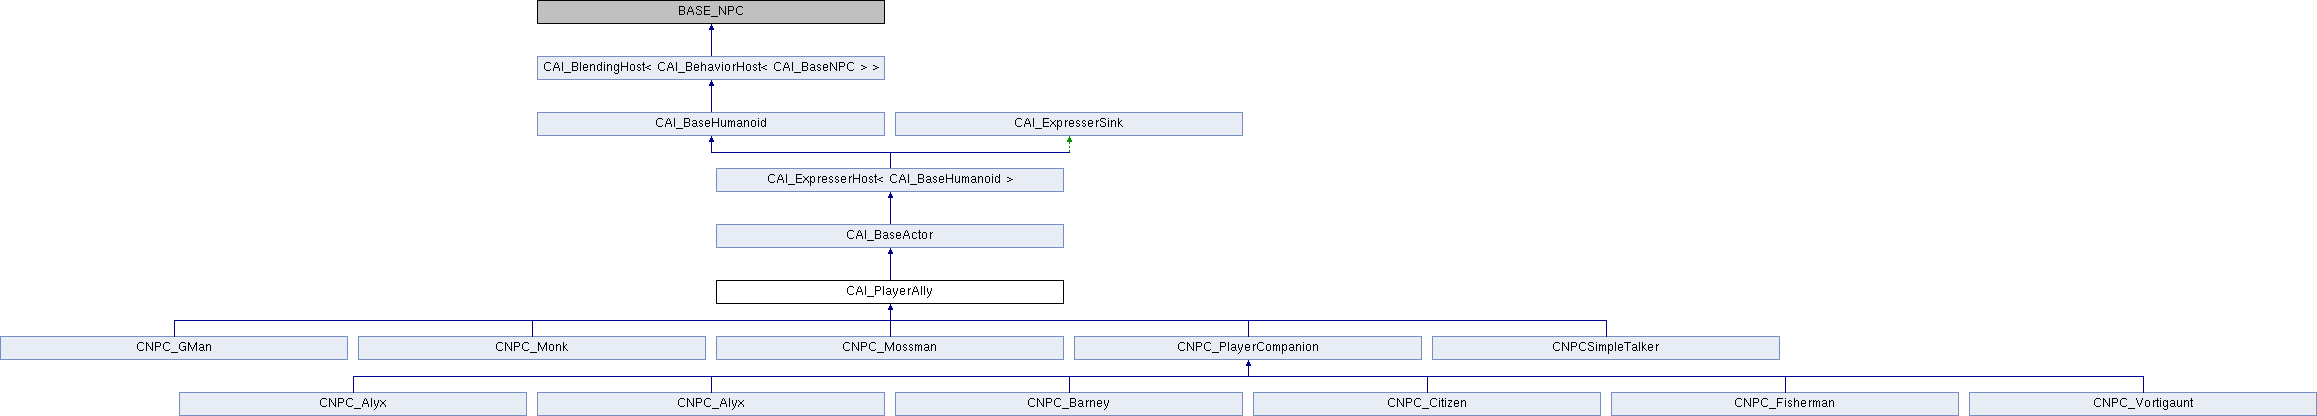 BASE_NPC
CAI_BlendingHost< CAI_BehaviorHost< CAI_BaseNPC > >
CAI_BaseHumanoid
CAI_ExpresserSink
CAI_ExpresserHost< CAI_BaseHumanoid >
CAI_BaseActor
CAI_PlayerAlly
CNPC_GMan
CNPC_Monk
CNPC_Mossman
CNPC_PlayerCompanion
CNPCSimpleTalker
CNPC_Alyx
CNPC_Alyx
CNPC_Barney
CNPC_Citizen
CNPC_Fisherman
CNPC_Vortigaunt